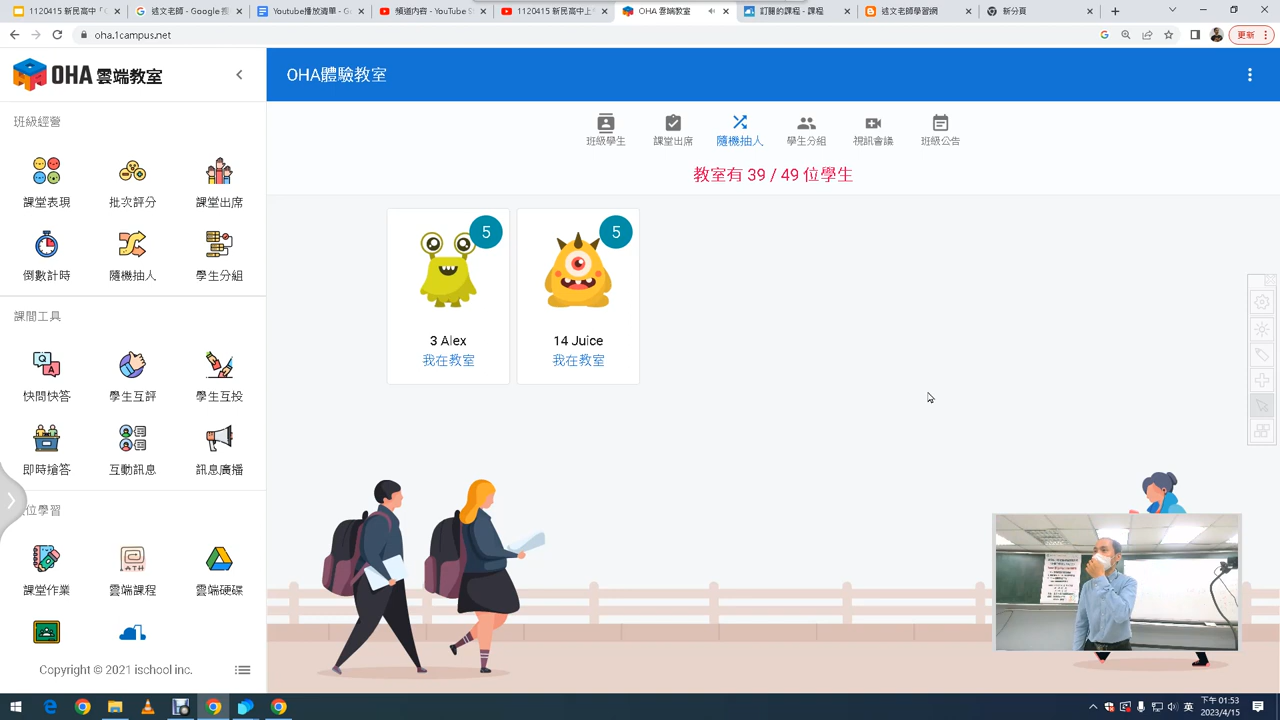 1120415 新民高中「C
這文老師 - Google 搜
Youtube播放清單 - G
頻道內容 - YouTube S
1120415 新民高中上
OHA 雲端教室
訂閱的課程 - 課程
這文老師學習網
新分頁
oha.1campus.net
更新
OHA 雲端教室
OHA體驗教室
班級經營
課堂表現 批次評分 課堂出席
倒數計時 隨機抽人 學生分組
課間工具
快問快答 學生互評 學生互投
即時搶答 互動訊息 訊息廣播
位學習
課堂作業 雲端課程 雲端硬碟
Copyright © 2021 ischool inc.
班級學生 課堂出席 隨機抽人 學生分組 視訊會議 班級公告
教室有 39 / 49 位學生
5
3 Alex
我在教室
5
14 Juice
我在教室
英
下午 01:53
2023/4/15